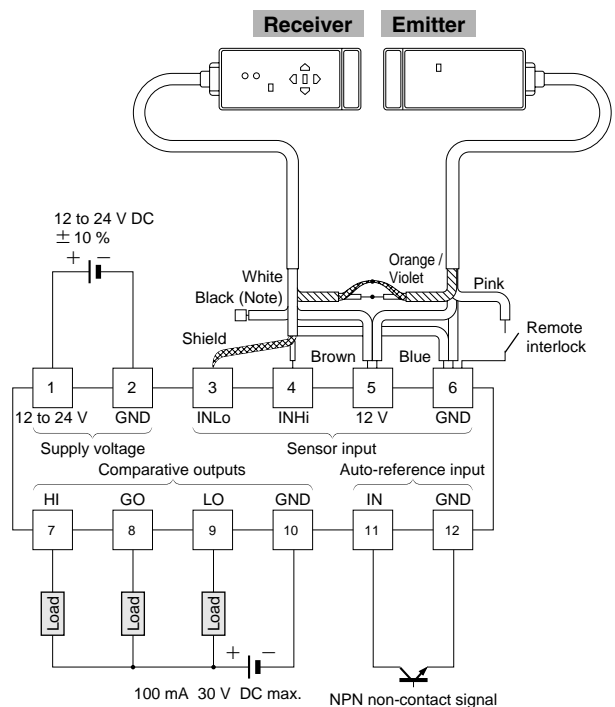 Receiver Emitter
12 to 24 V DC
± 10 %
+ −
White
Orange /
Violet
Pink
Black (Note)
Shield
Brown
Blue
Remote
interlock
1 2 3 4 5 6
12 to 24 V GND INLo INHi 12 V GND
Supply voltage Sensor input
Comparative outputs Auto-reference input
HI GO LO GND IN GND
7 8 9 10 11 12
Load Load Load
+ −
100 mA 30 V DC max.
NPN non-contact signal